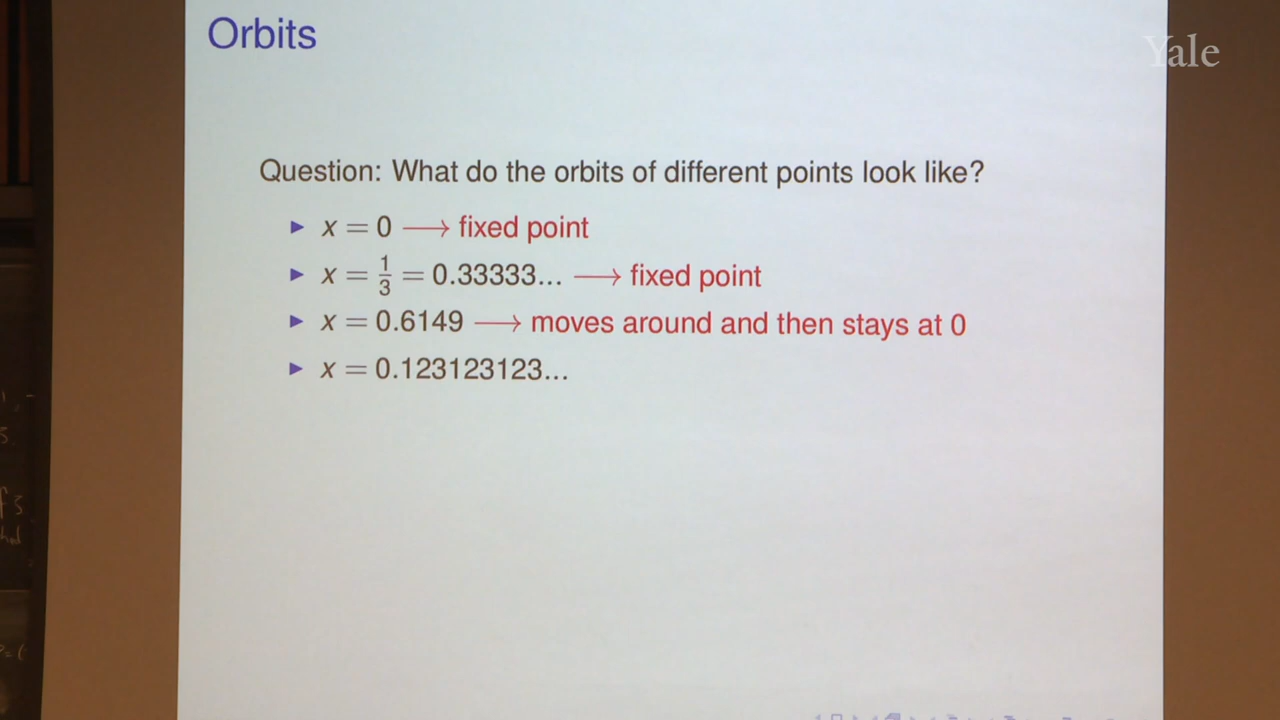 Orbits
Yale
Question: What do the orbits of different points look like?
▶ x = 0 ⟶ fixed point
▶ x = 1/3 = 0.33333... ⟶ fixed point
▶ x = 0.6149 ⟶ moves around and then stays at 0
▶ x = 0.123123123...